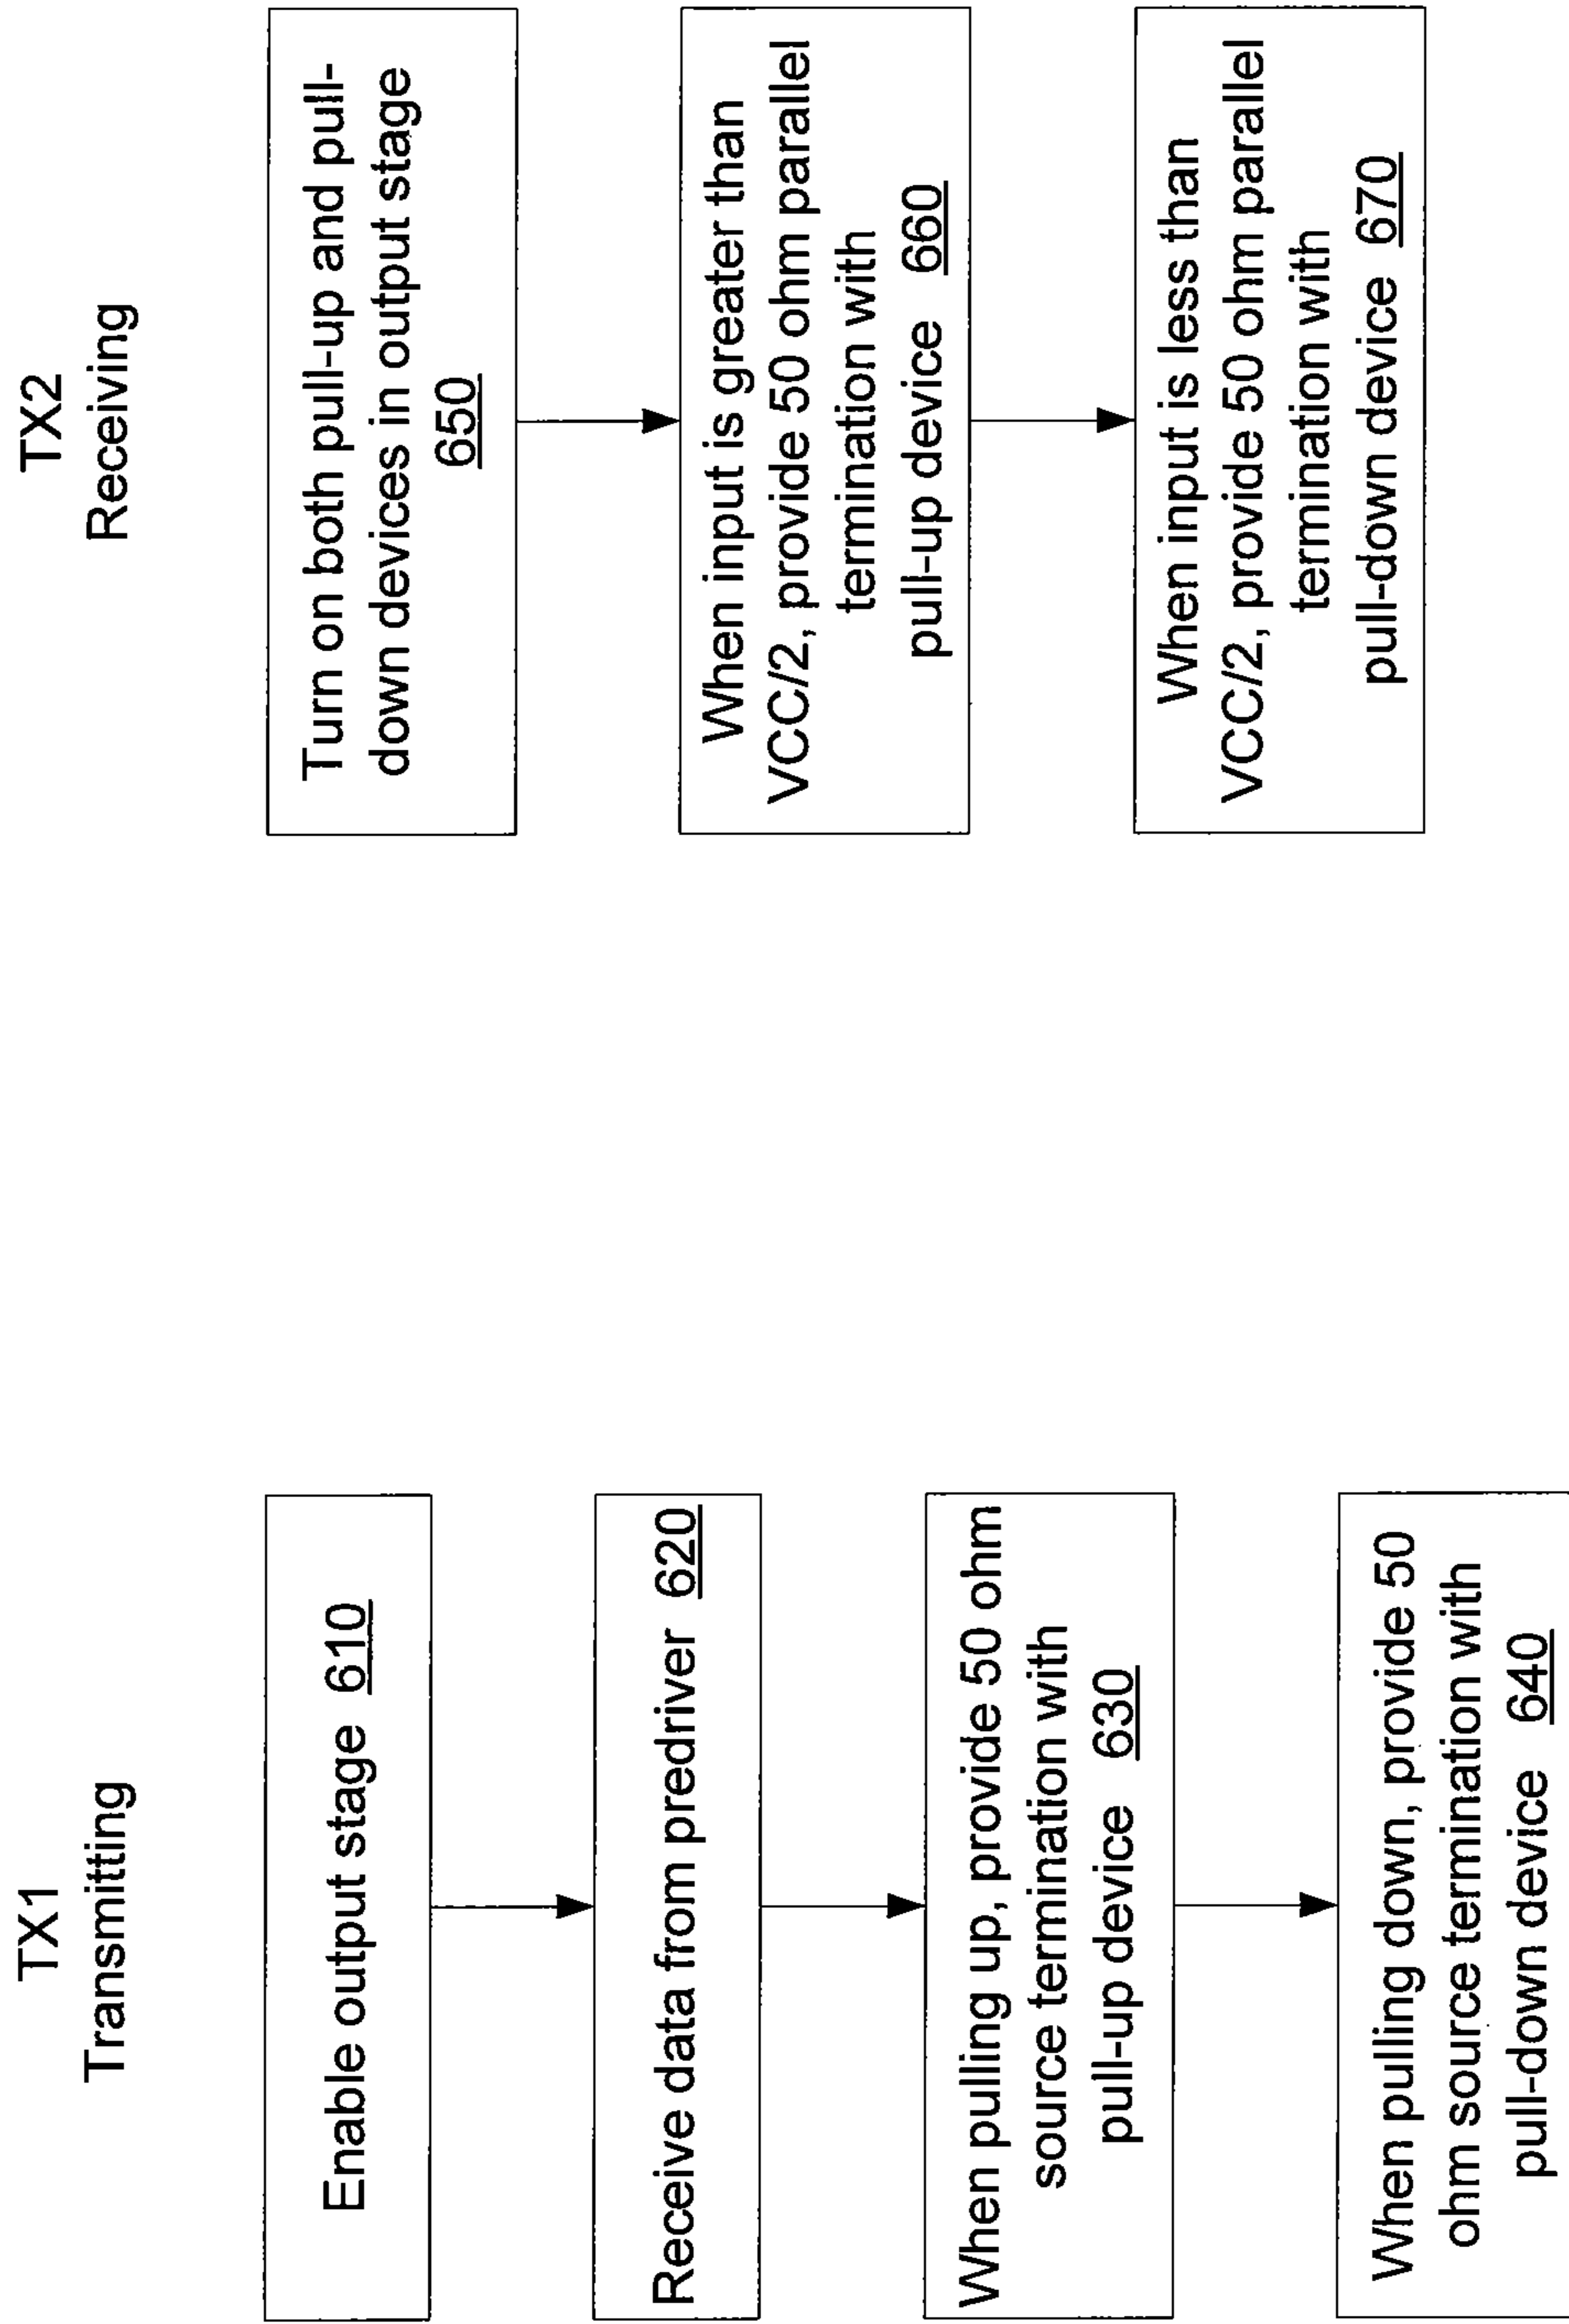 TX1
Transmitting
Enable output stage 610
Receive data from predriver 620
When pulling up, provide 50 ohm
source termination with
pull-up device 630
When pulling down, provide 50
ohm source termination with
pull-down device 640
TX2
Receiving
Turn on both pull-up and pull-
down devices in output stage
650
When input is greater than
VCC/2, provide 50 ohm parallel
termination with
pull-up device 660
When input is less than
VCC/2, provide 50 ohm parallel
termination with
pull-down device 670